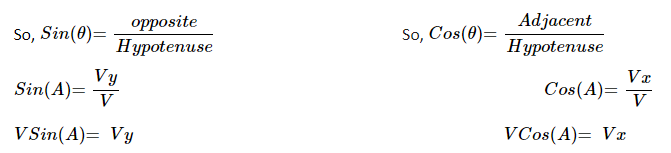 So, Sin(θ)= opposite/Hypotenuse
Sin(A)= Vy/V
VSin(A)= Vy
So, Cos(θ)= Adjacent/Hypotenuse
Cos(A)= Vx/V
VCos(A)= Vx